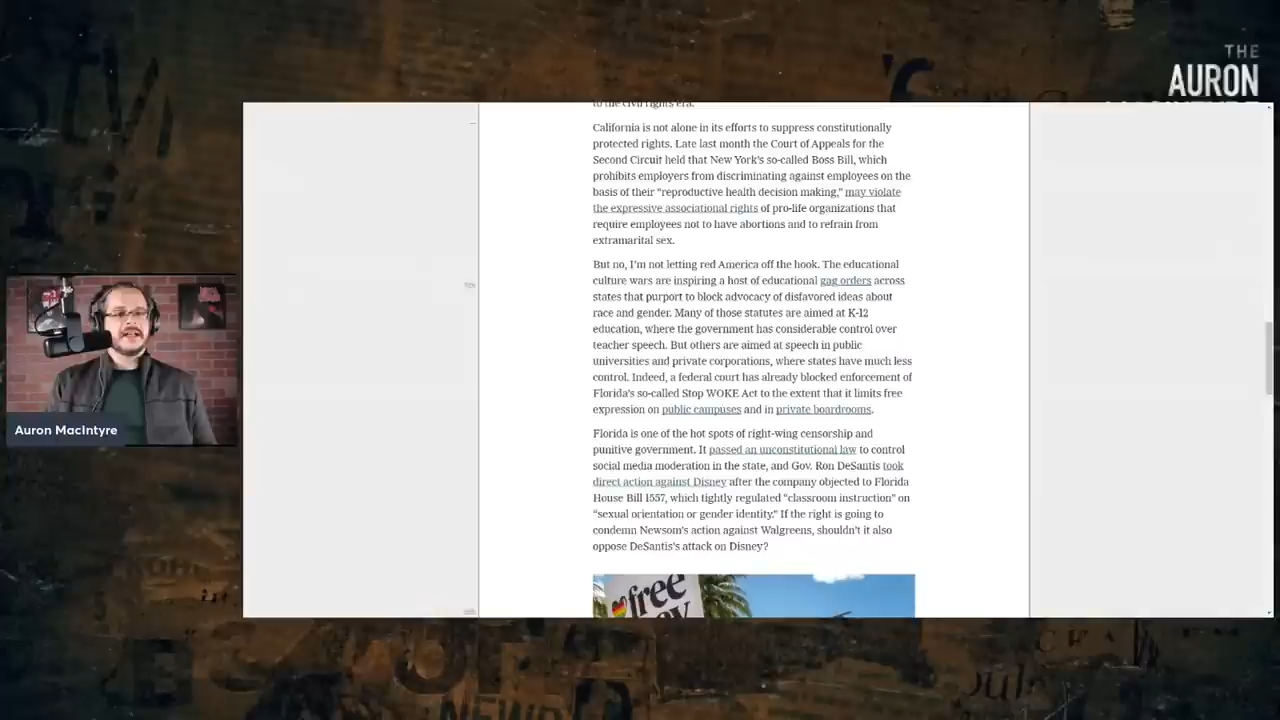 THE
AURON
to the civil rights era.
California is not alone in its efforts to suppress constitutionally
protected rights. Late last month the Court of Appeals for the
Second Circuit held that New York's so-called Boss Bill, which
prohibits employers from discriminating against employees on the
basis of their “reproductive health decision making,” may violate
the expressive associational rights of pro-life organizations that
require employees not to have abortions and to refrain from
extramarital sex.
But no, I'm not letting red America off the hook. The educational
culture wars are inspiring a host of educational gag orders across
states that purport to block advocacy of disfavored ideas about
race and gender. Many of those statutes are aimed at K-12
education, where the government has considerable control over
teacher speech. But others are aimed at speech in public
universities and private corporations, where states have much less
control. Indeed, a federal court has already blocked enforcement of
Florida's so-called Stop WOKE Act to the extent that it limits free
expression on public campuses and in private boardrooms.
Florida is one of the hot spots of right-wing censorship and
punitive government. It passed an unconstitutional law to control
social media moderation in the state, and Gov. Ron DeSantis took
direct action against Disney after the company objected to Florida
House Bill 1557, which tightly regulated “classroom instruction” on
“sexual orientation or gender identity.” If the right is going to
condemn Newsom's action against Walgreens, shouldn't it also
oppose DeSantis's attack on Disney?
free
Auron MacIntyre